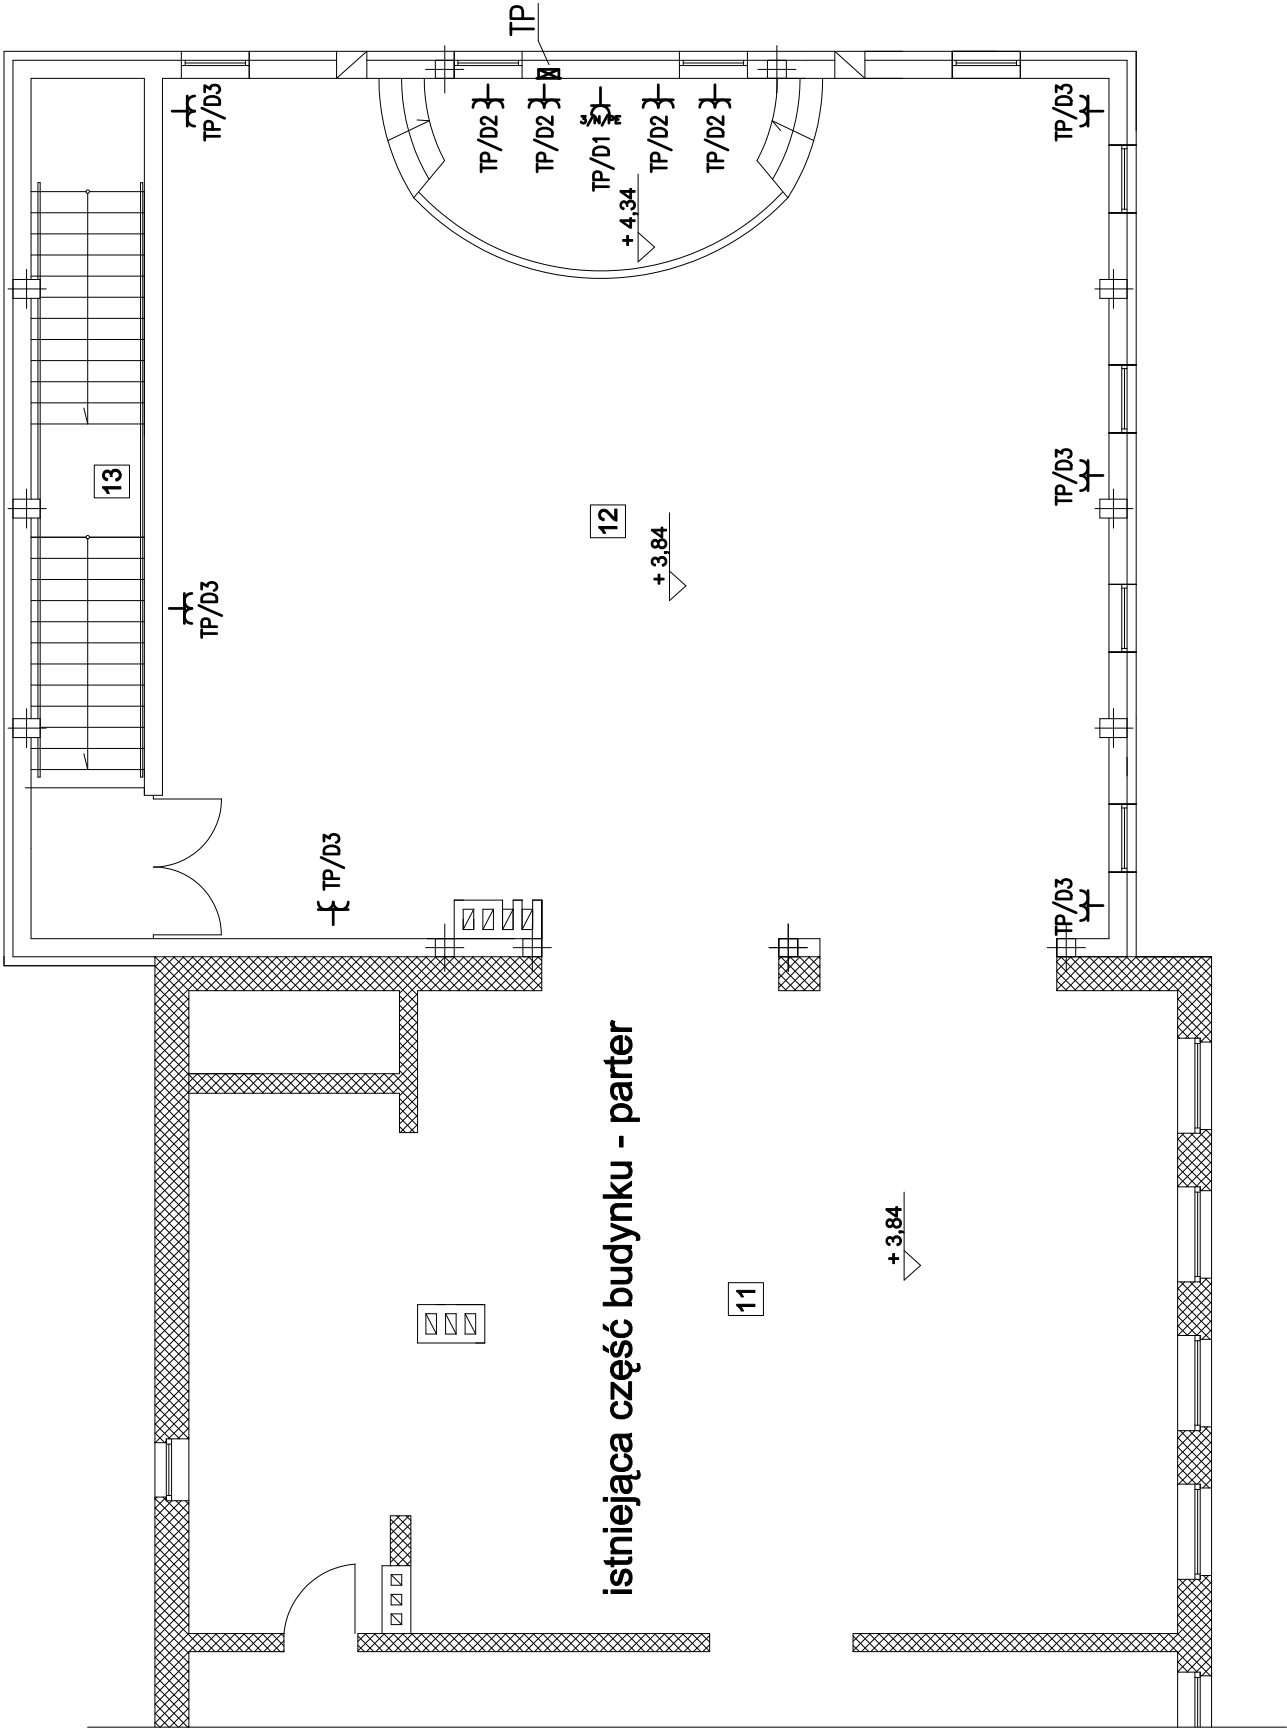 TP
TP/D3
TP/D2
TP/D2
3/N/PE
TP/D1
TP/D2
TP/D2
TP/D3
+ 4,34
13
TP/D3
12
+ 3,84
TP/D3
TP/D3
TP/D3
istniejąca część budynku - parter
+ 3,84
11